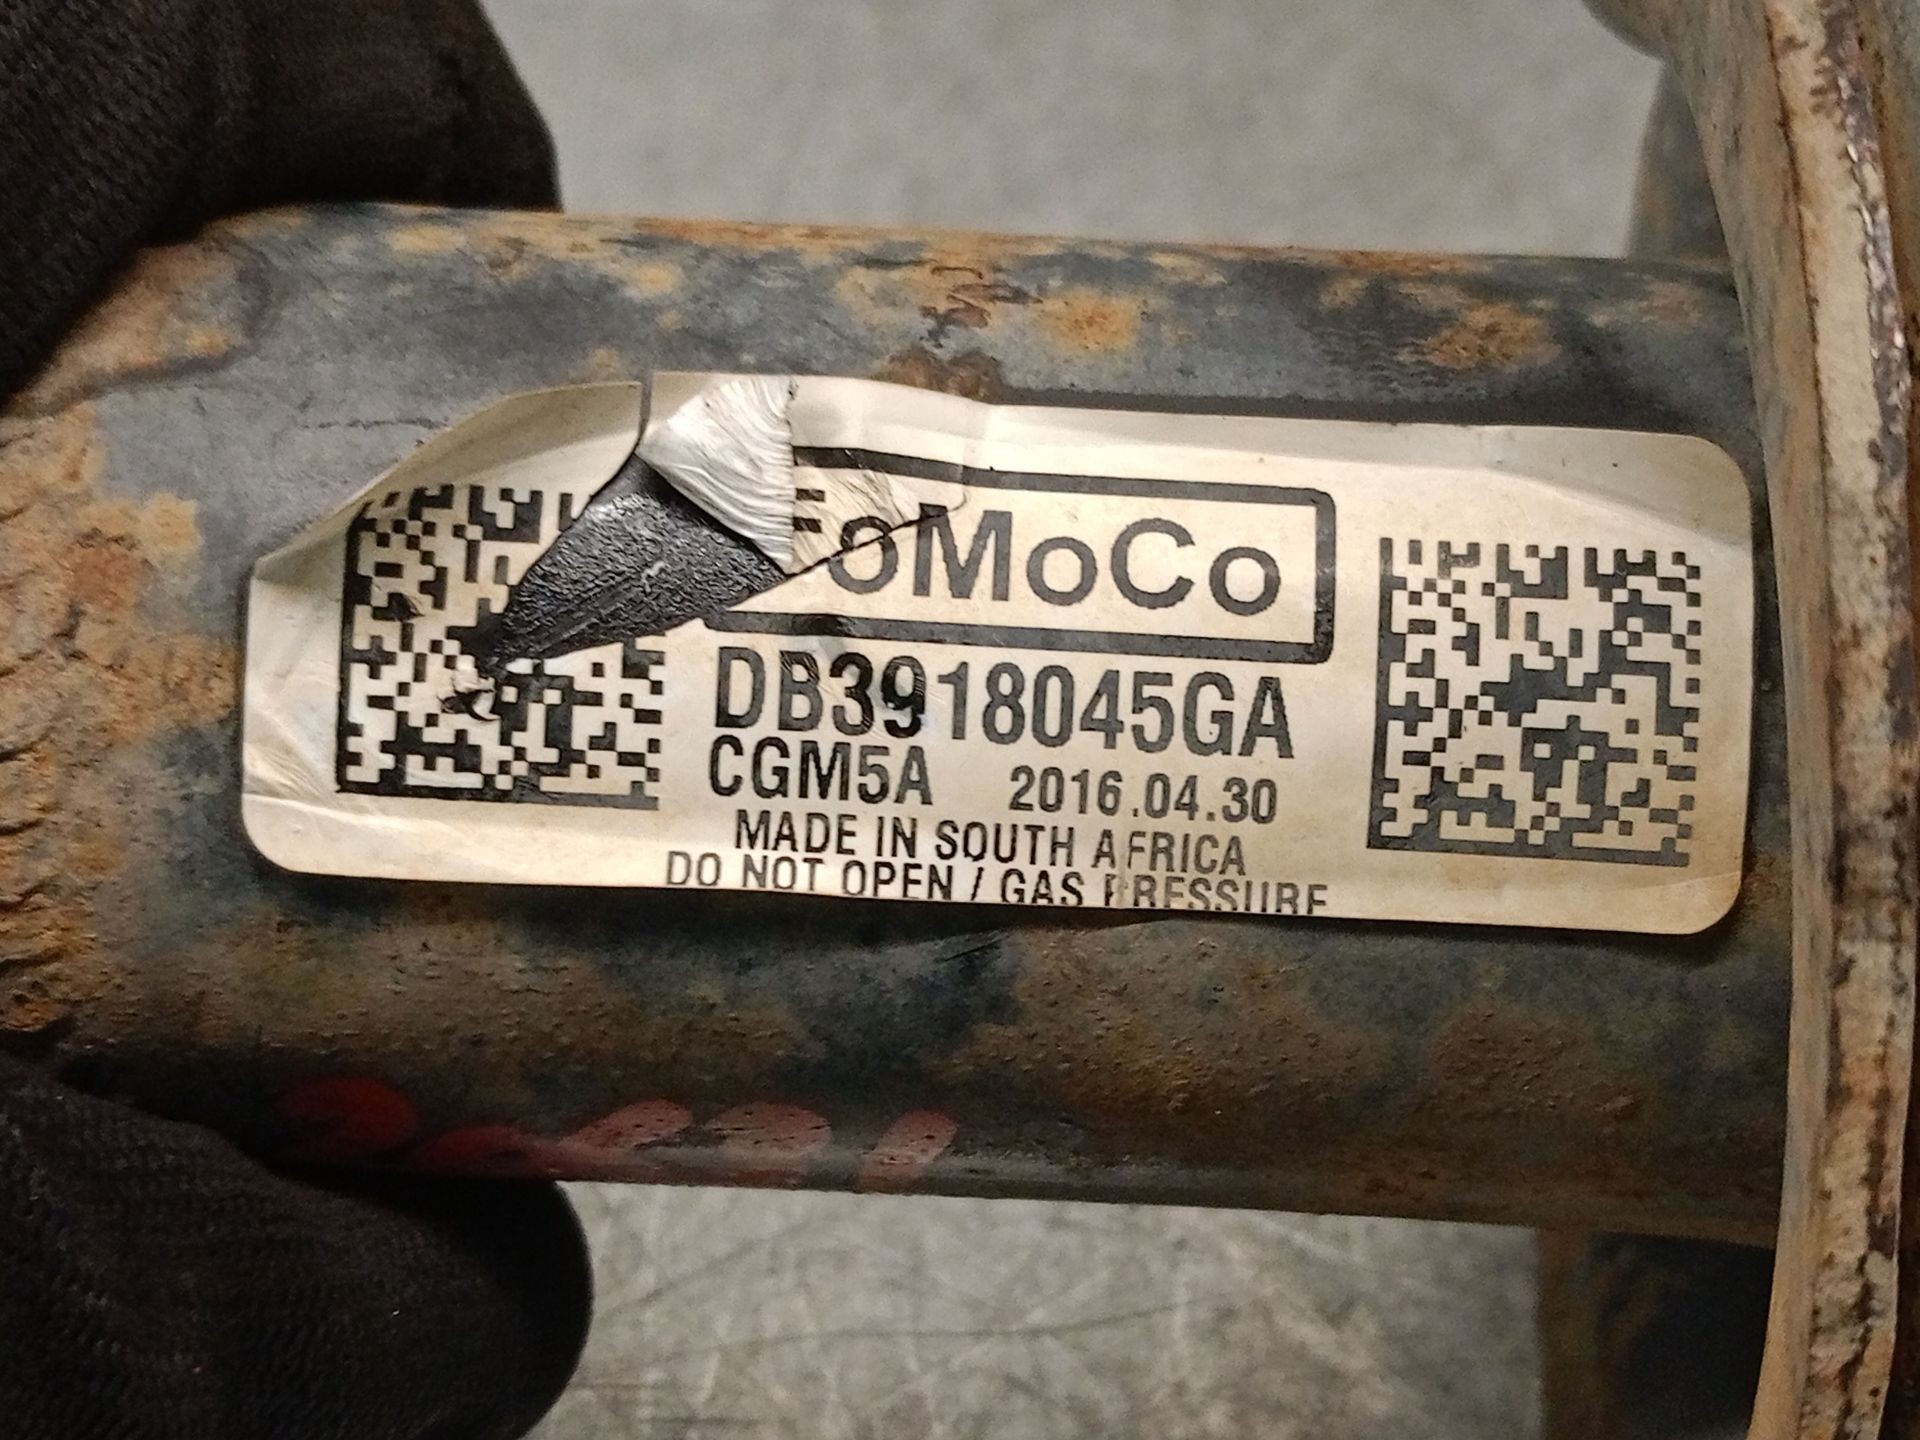 FoMoCo
DB3918045GA
CGM5A 2016.04.30
MADE IN SOUTH AFRICA
DO NOT OPEN / GAS PRESSURE